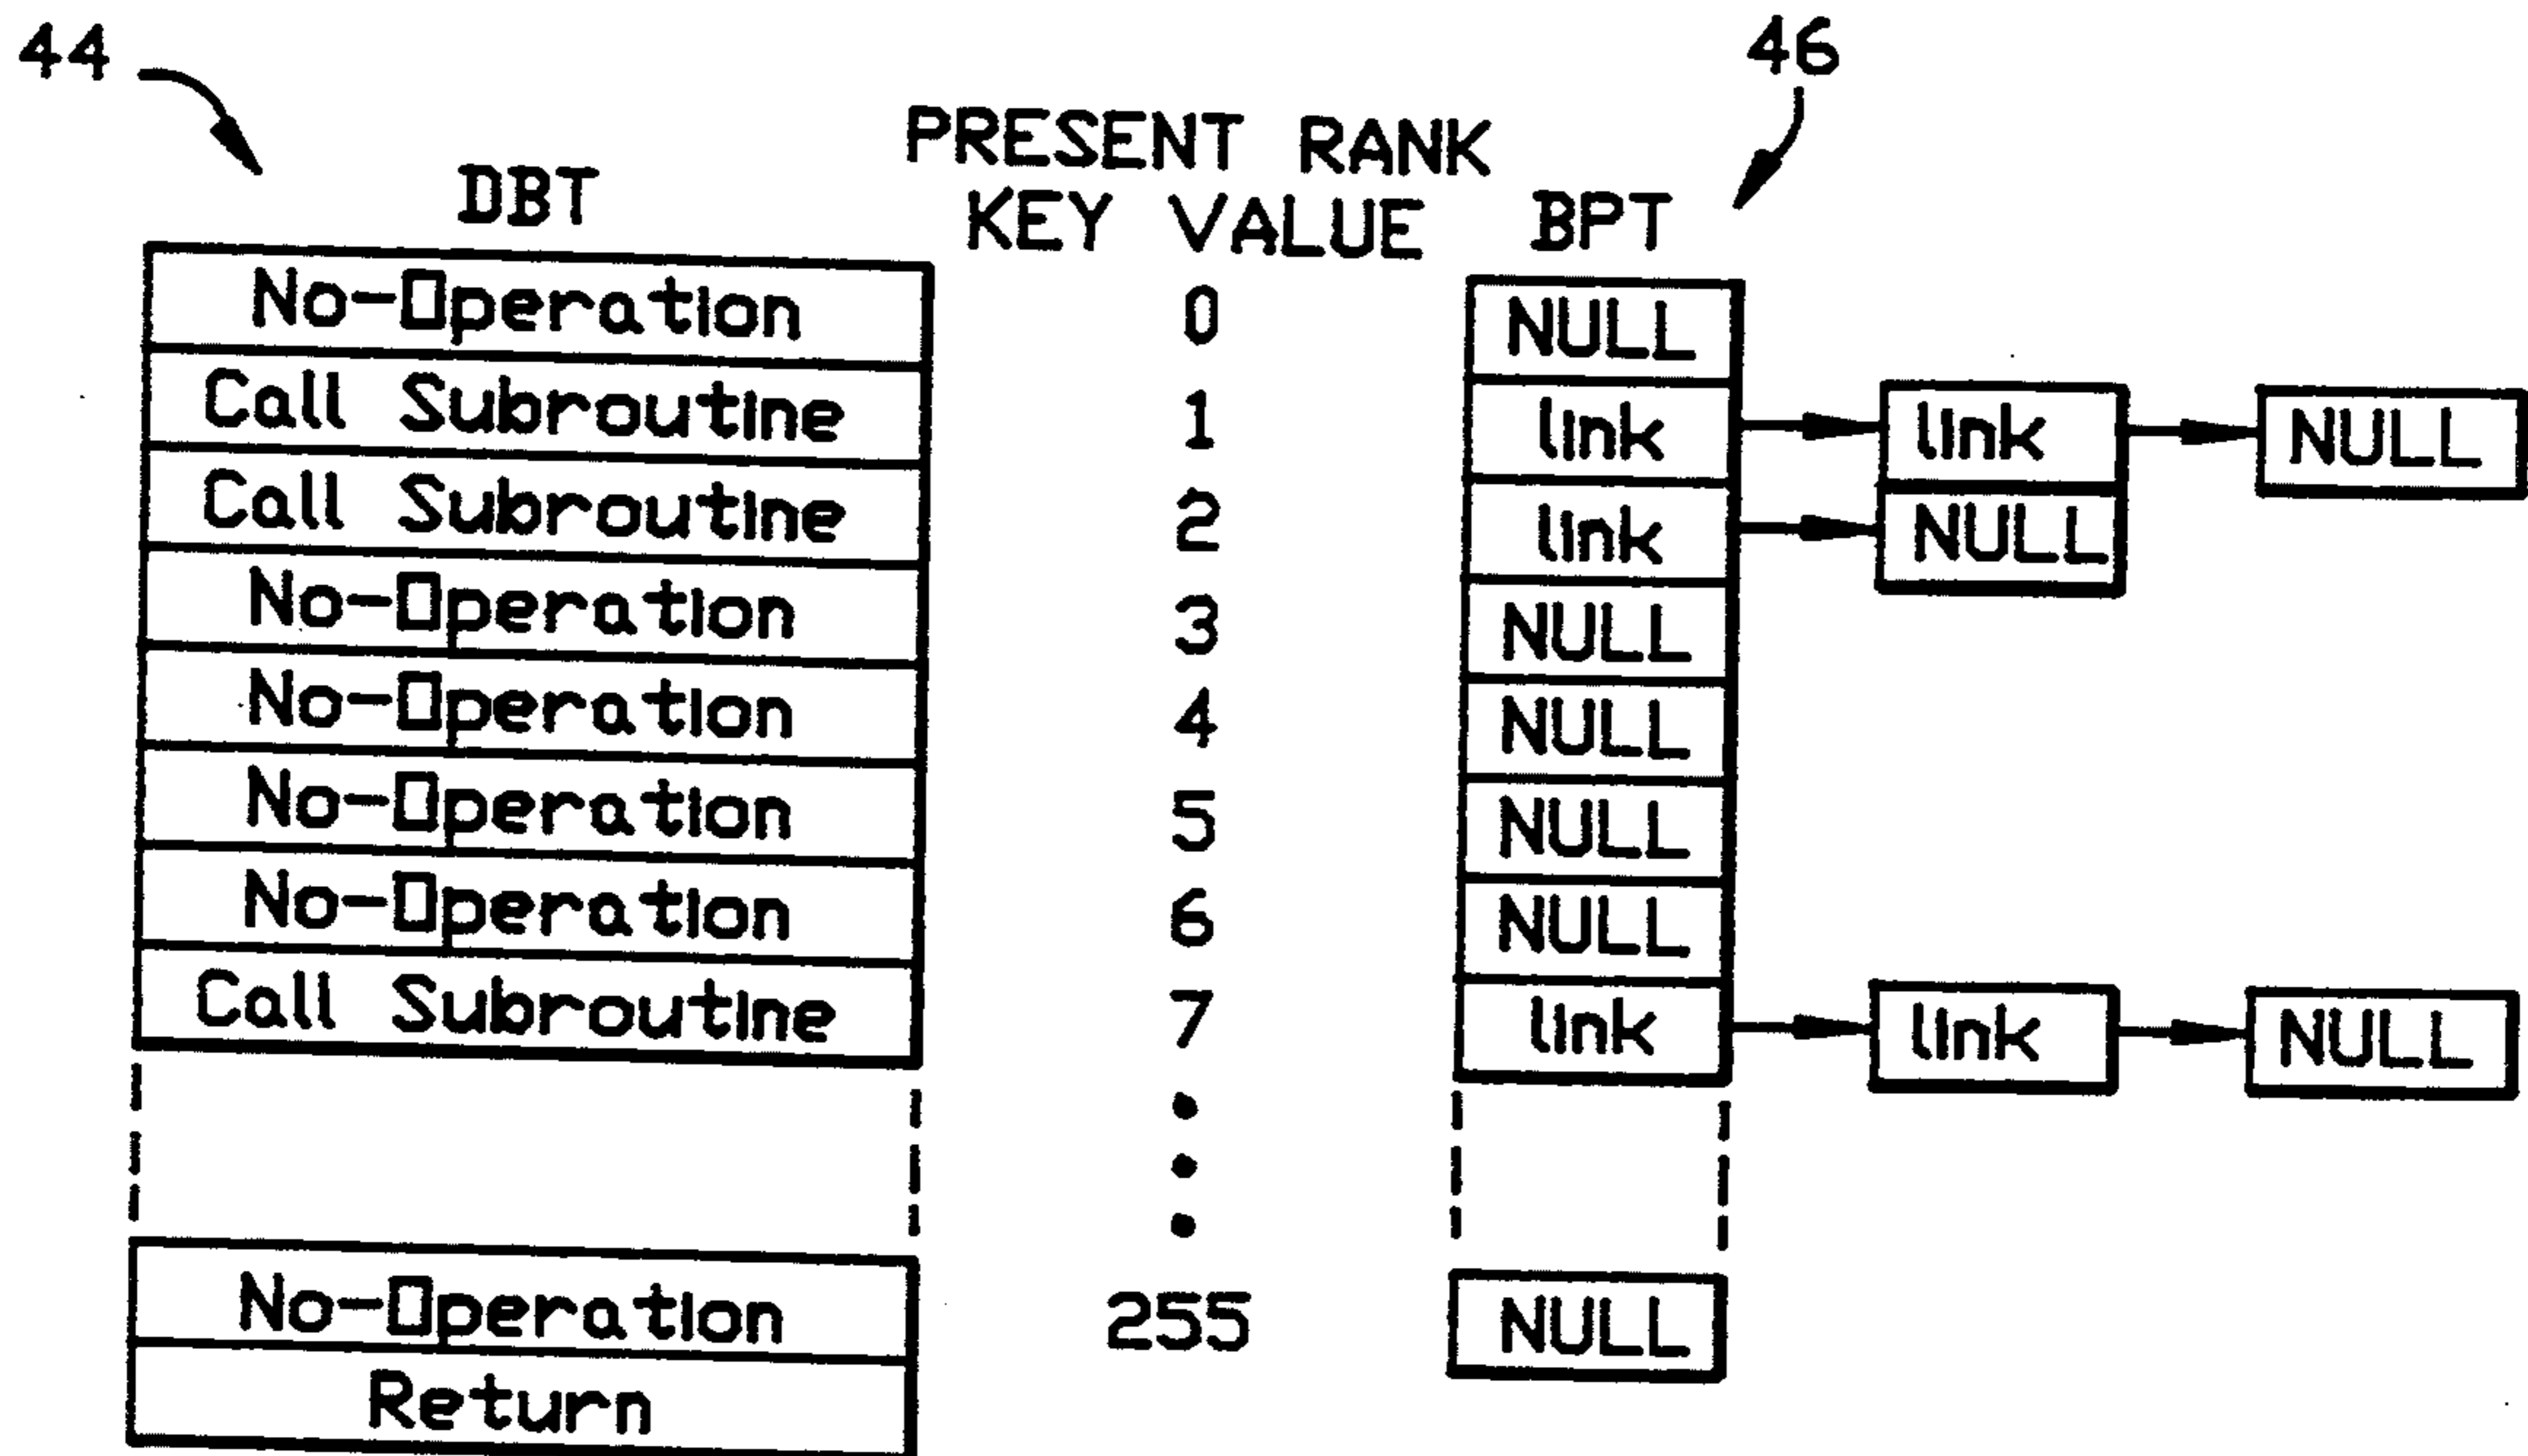 44
46
PRESENT RANK
KEY VALUE
DBT
BPT
No-Operation 0 NULL
Call Subroutine 1 link link NULL
Call Subroutine 2 link NULL
No-Operation 3 NULL
No-Operation 4 NULL
No-Operation 5 NULL
No-Operation 6 NULL
Call Subroutine 7 link link NULL
No-Operation 255 NULL
Return